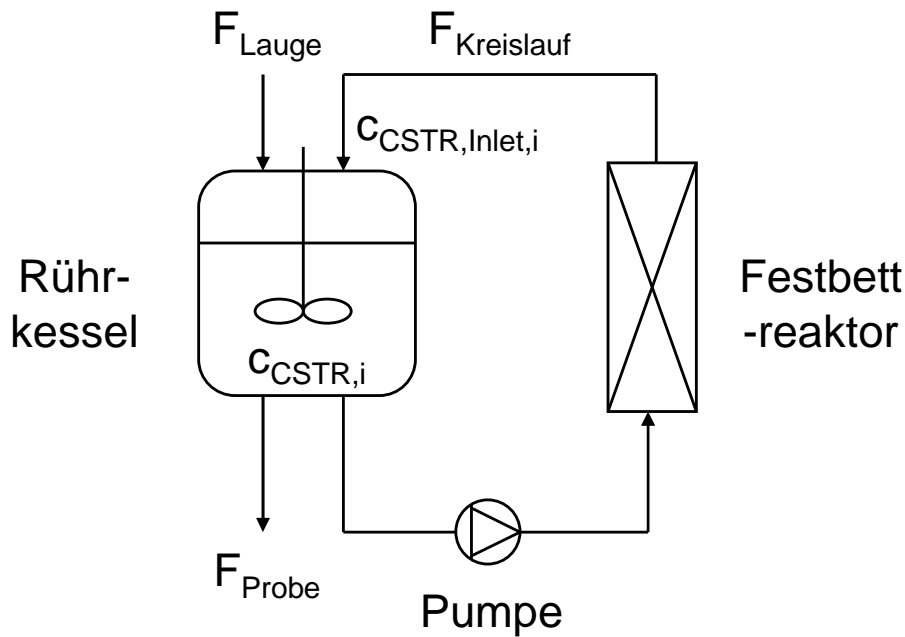 F_Lauge
F_Kreislauf
c_CSTR,Inlet,i
Rühr-
kessel
Festbett
-reaktor
c_CSTR,i
F_Probe
Pumpe